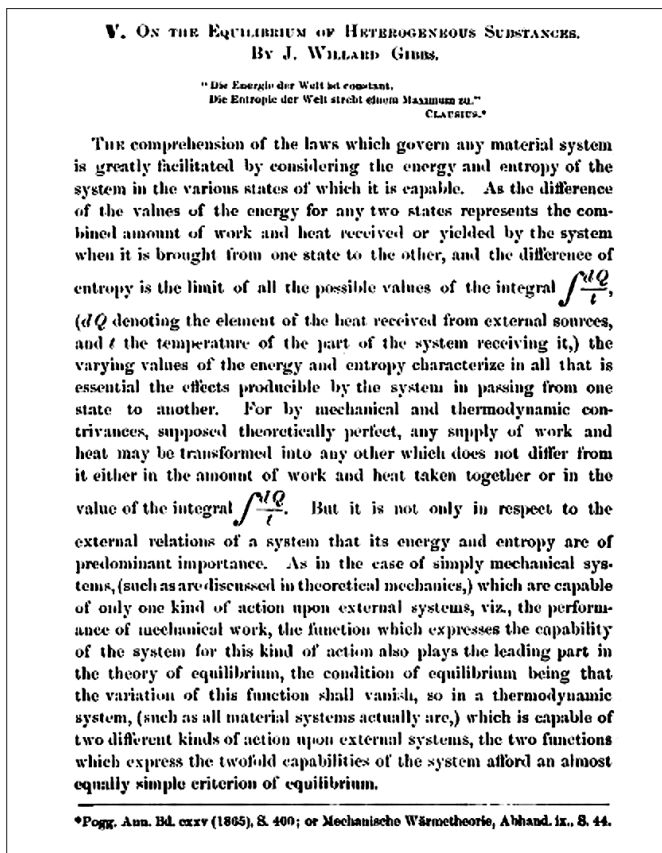 V. ON THE EQUILIBRIUM OF HETEROGENEOUS SUBSTANCES.
BY J. WILLARD GIBBS.
"Die Energie der Welt ist constant.
Die Entropie der Welt strebt einem Maximum zu."
CLAUSIUS.*
THE comprehension of the laws which govern any material system
is greatly facilitated by considering the energy and entropy of the
system in the various states of which it is capable. As the difference
of the values of the energy for any two states represents the com-
bined amount of work and heat received or yielded by the system
when it is brought from one state to the other, and the difference of
entropy is the limit of all the possible values of the integral ∫dQ/t,
(dQ denoting the element of the heat received from external sources,
and t the temperature of the part of the system receiving it,) the
varying values of the energy and entropy characterize in all that is
essential the effects producible by the system in passing from one
state to another. For by mechanical and thermodynamic con-
trivances, supposed theoretically perfect, any supply of work and
heat may be transformed into any other which does not differ from
it either in the amount of work and heat taken together or in the
value of the integral ∫dQ/t. But it is not only in respect to the
external relations of a system that its energy and entropy are of
predominant importance. As in the case of simply mechanical sys-
tems, (such as are discussed in theoretical mechanics,) which are capable
of only one kind of action upon external systems, viz., the perform-
ance of mechanical work, the function which expresses the capability
of the system for this kind of action also plays the leading part in
the theory of equilibrium, the condition of equilibrium being that
the variation of this function shall vanish, so in a thermodynamic
system, (such as all material systems actually are,) which is capable of
two different kinds of action upon external systems, the two functions
which express the twofold capabilities of the system afford an almost
equally simple criterion of equilibrium.
*Pogg. Ann. Bd. cxxv (1865), S. 400; or Mechanische Wärmetheorie, Abhand. ix., S. 44.